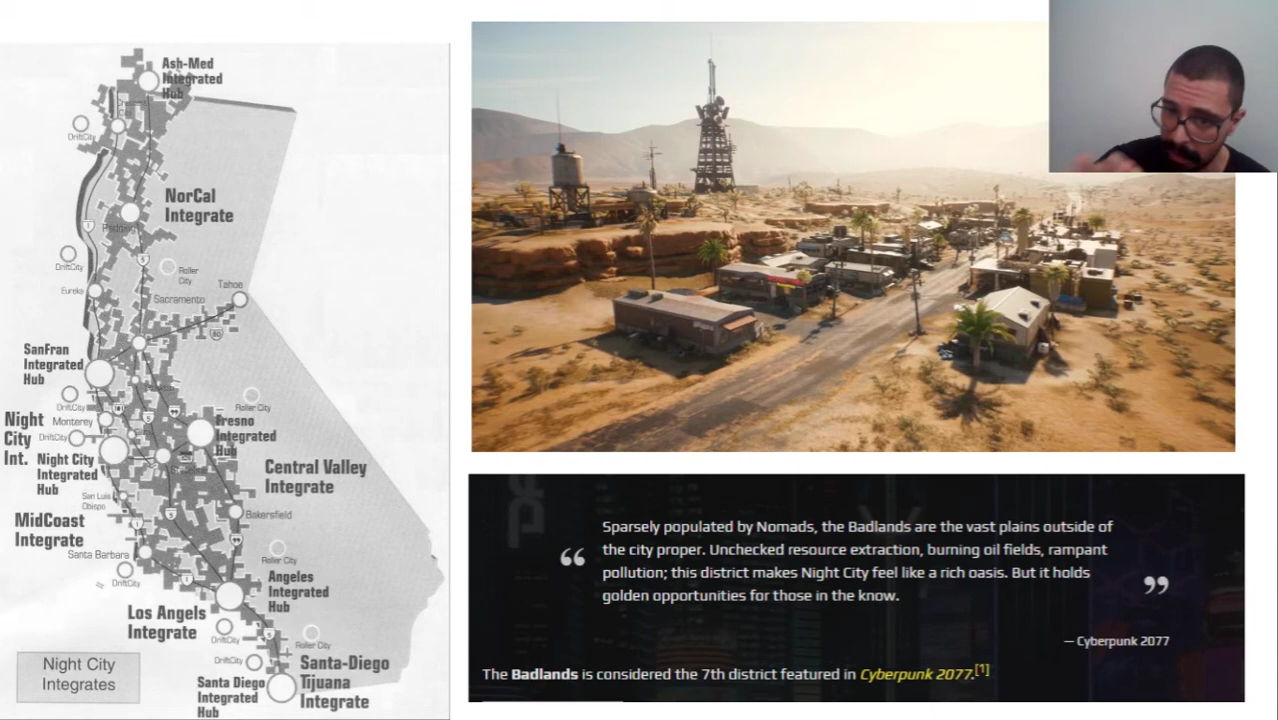 Ash-Med
Integrated
Hub
DriftCity
NorCal
Integrate
Redding
DriftCity
Roller
City
Eureka
Tahoe
Sacramento
80
SanFran
Integrated
Hub
DriftCity
Roller City
Monterey
Fresno
Integrated
Hub
Night
City
Int.
DriftCity
Night City
Integrated
Hub
Central Valley
Integrate
San Luis
Obispo
MidCoast
Integrate
Bakersfield
Santa Barbara
DriftCity
Roller City
Angeles
Integrated
Hub
Los Angels
Integrate
DriftCity
Roller City
DriftCity
Santa-Diego
Tijuana
Integrate
Santa Diego
Integrated
Hub
Night City
Integrates
“ Sparsely populated by Nomads, the Badlands are the vast plains outside of
the city proper. Unchecked resource extraction, burning oil fields, rampant
pollution; this district makes Night City feel like a rich oasis. But it holds
golden opportunities for those in the know. ”
— Cyberpunk 2077
The Badlands is considered the 7th district featured in Cyberpunk 2077.[1]